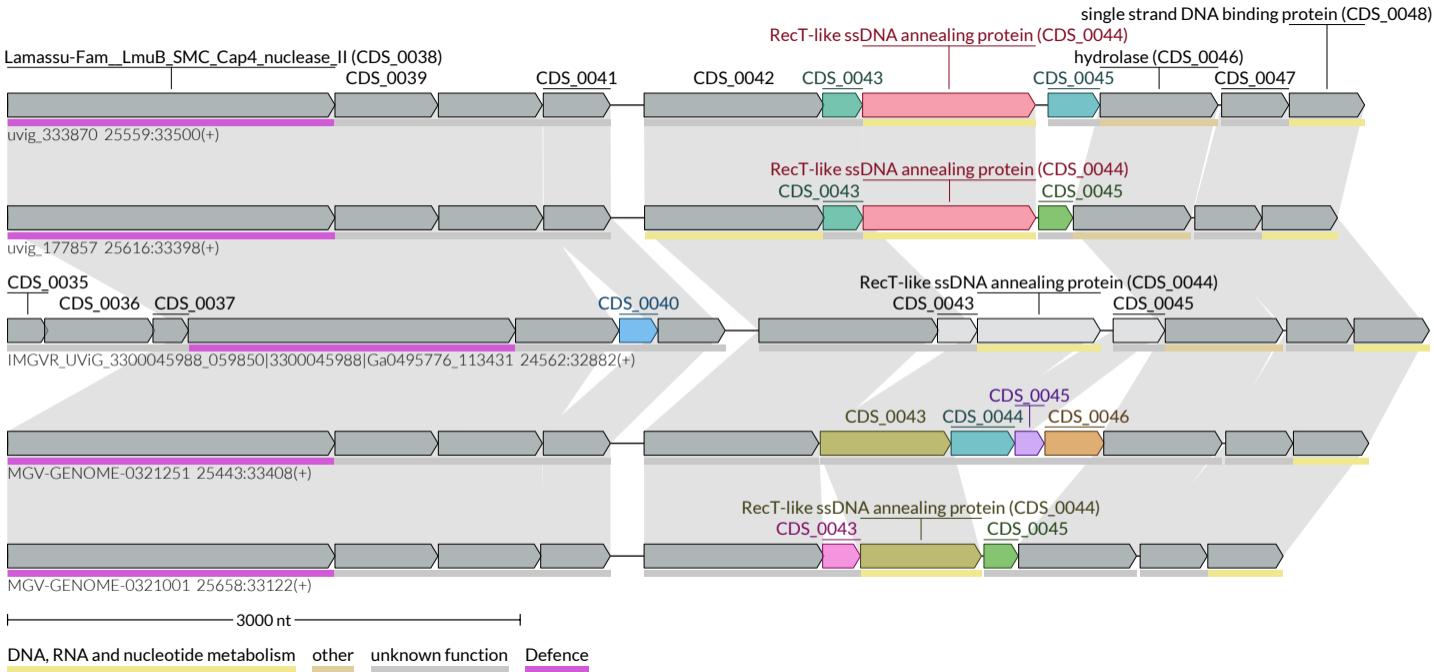 single strand DNA binding protein (CDS_0048)
RecT-like ssDNA annealing protein (CDS_0044)
Lamassu-Fam__LmuB_SMC_Cap4_nuclease_II (CDS_0038) hydrolase (CDS_0046)
CDS_0039 CDS_0041 CDS_0042 CDS_0043 CDS_0045 CDS_0047
uvig_333870 25559:33500(+)
RecT-like ssDNA annealing protein (CDS_0044)
CDS_0043 CDS_0045
uvig_177857 25616:33398(+)
CDS_0035 RecT-like ssDNA annealing protein (CDS_0044)
CDS_0036 CDS_0037 CDS_0040 CDS_0043 CDS_0045
IMGVR_UViG_3300045988_059850|3300045988|Ga0495776_113431 24562:32882(+)
CDS_0045
CDS_0043 CDS_0044 CDS_0046
MGV-GENOME-0321251 25443:33408(+)
RecT-like ssDNA annealing protein (CDS_0044)
CDS_0043 CDS_0045
MGV-GENOME-0321001 25658:33122(+)
3000 nt
DNA, RNA and nucleotide metabolism other unknown function Defence